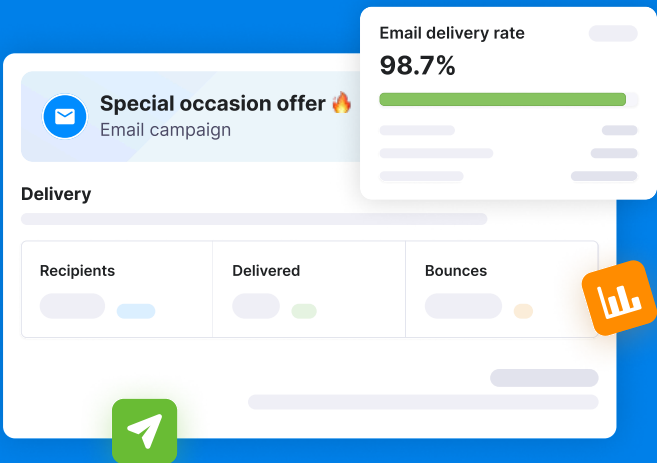 Email delivery rate
98.7%
Special occasion offer 🔥
Email campaign
Delivery
Recipients
Delivered
Bounces